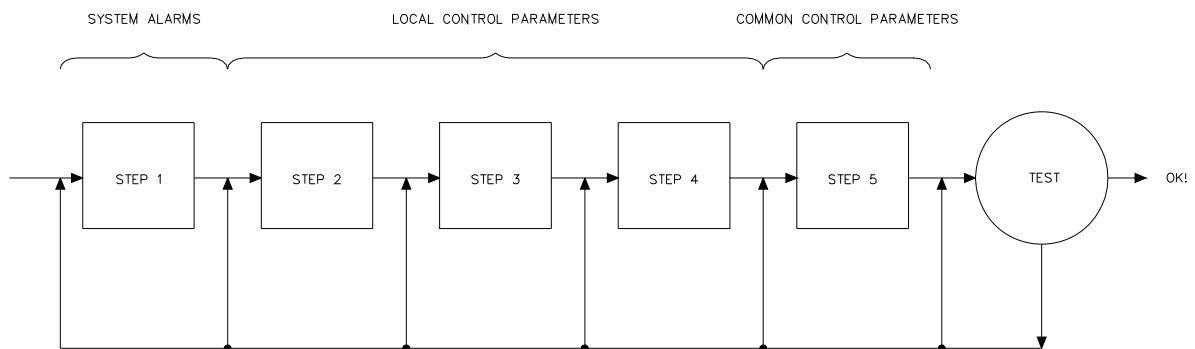 SYSTEM ALARMS
LOCAL CONTROL PARAMETERS
COMMON CONTROL PARAMETERS
STEP 1
STEP 2
STEP 3
STEP 4
STEP 5
TEST
OK!